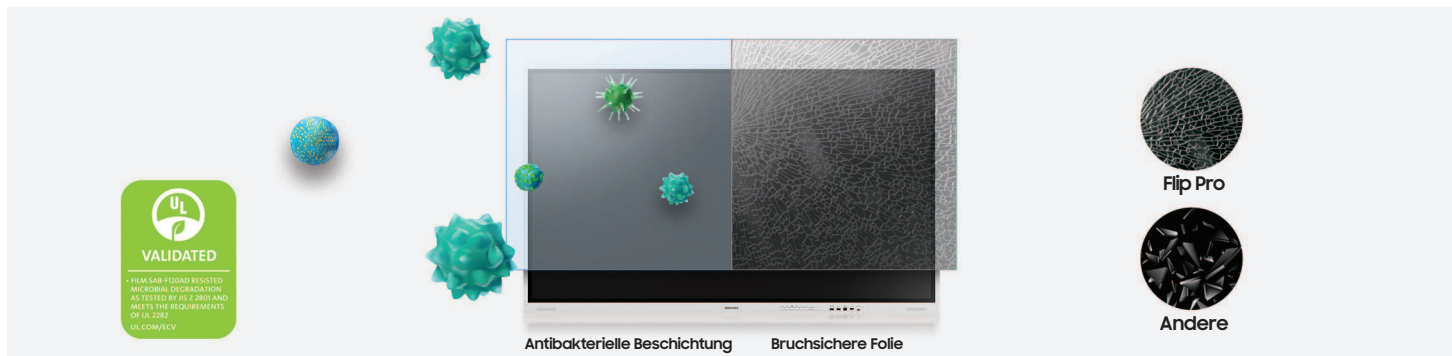 UL
VALIDATED
• FILM SAB-F120AD RESISTED
MICROBIAL DEGRADATION
AS TESTED BY JIS Z 2801 AND
MEETS THE REQUIREMENTS
OF UL 2282
UL.COM/ECV
Antibakterielle Beschichtung
Bruchsichere Folie
Flip Pro
Andere